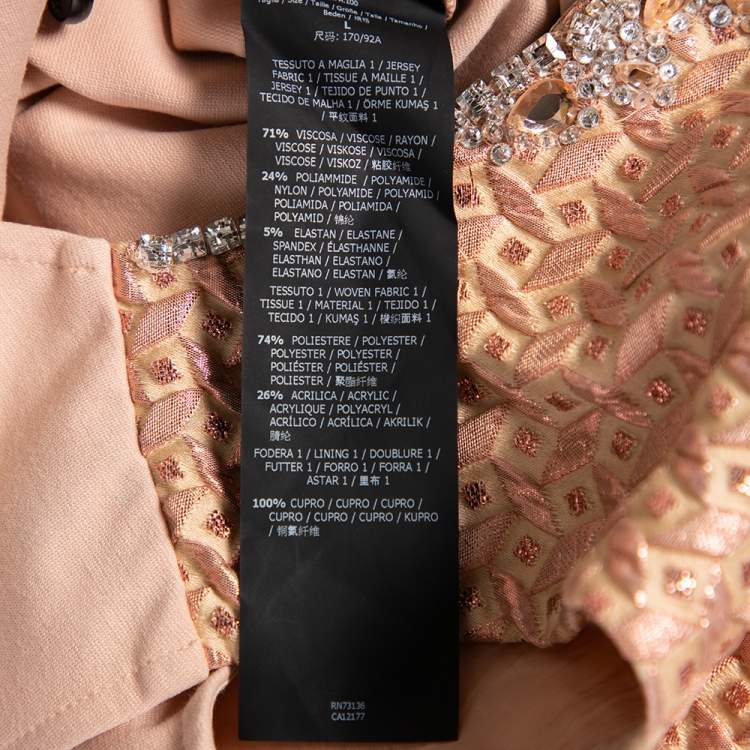 Taglia / Size / Taille / Größe / Talla / Tamanho /
Beden / 规格
L
尺码: 170/92A
TESSUTO A MAGLIA 1 / JERSEY
FABRIC 1 / TISSUE A MAILLE 1 /
JERSEY 1 / TEJIDO DE PUNTO 1 /
TECIDO DE MALHA 1 / ÖRME KUMAŞ 1
/ 平纹面料 1
71% VISCOSA / VISCOSE / RAYON /
VISCOSE / VISKOSE / VISCOSA /
VISCOSE / VISKOZ / 粘胶纤维
24% POLIAMMIDE / POLYAMIDE /
NYLON / POLYAMIDE / POLYAMID /
POLIAMIDA / POLIAMIDA /
POLYAMID / 锦纶
5% ELASTAN / ELASTANE /
SPANDEX / ÉLASTHANNE /
ELASTHAN / ELASTANO /
ELASTANO / ELASTAN / 氨纶
TESSUTO 1 / WOVEN FABRIC 1 /
TISSUE 1 / MATERIAL 1 / TEJIDO 1 /
TECIDO 1 / KUMAŞ 1 / 梭织面料 1
74% POLIESTERE / POLYESTER /
POLYESTER / POLYESTER /
POLIÉSTER / POLIÉSTER /
POLIESTER / 聚酯纤维
26% ACRILICA / ACRYLIC /
ACRYLIQUE / POLYACRYL /
ACRÍLICO / ACRÍLICA / AKRILIK /
腈纶
FODERA 1 / LINING 1 / DOUBLURE 1 /
FUTTER 1 / FORRO 1 / FORRA 1 /
ASTAR 1 / 里布 1
100% CUPRO / CUPRO / CUPRO /
CUPRO / CUPRO / CUPRO / KUPRO
/ 铜氨纤维
RN73136
CA12177